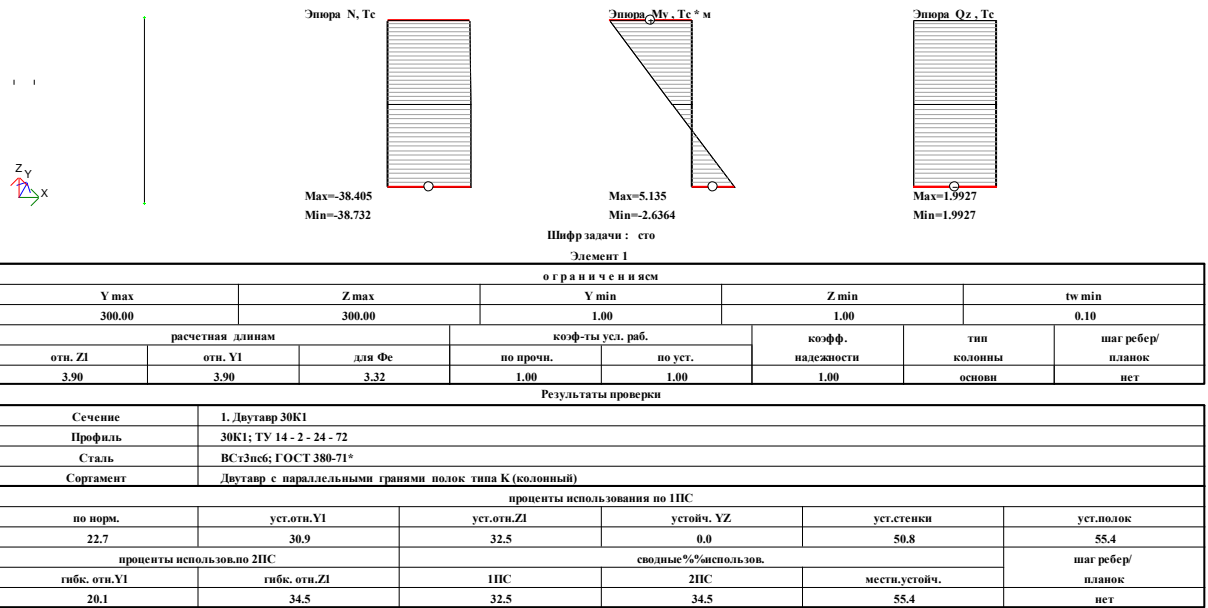 Эпюра N, Тс
Эпюра My , Тс * м
Эпюра Qz , Тс
Z
Y
X
Max=-38.405
Min=-38.732
Max=5.135
Min=-2.6364
Max=1.9927
Min=1.9927
Шифр задачи : сто
Элемент 1
о г р а н и ч е н и ясм
Y max Z max Y min Z min tw min
300.00 300.00 1.00 1.00 0.10
расчетная длинам коэф-ты усл. раб. коэфф. тип шаг ребер/
отн. Z1 отн. Y1 для Фе по прочн. по уст. надежности колонны планок
3.90 3.90 3.32 1.00 1.00 1.00 основн нет
Результаты проверки
Сечение 1. Двутавр 30К1
Профиль 30К1; ТУ 14 - 2 - 24 - 72
Сталь ВСт3пс6; ГОСТ 380-71*
Сортамент Двутавр с параллельными гранями полок типа К (колонный)
проценты использования по 1ПС
по норм. уст.отн.Y1 уст.отн.Z1 устойч. YZ уст.стенки уст.полок
22.7 30.9 32.5 0.0 50.8 55.4
проценты использов.по 2ПС сводные%%использов. шаг ребер/
гибк. отн.Y1 гибк. отн.Z1 1ПС 2ПС местн.устойч. планок
20.1 34.5 32.5 34.5 55.4 нет